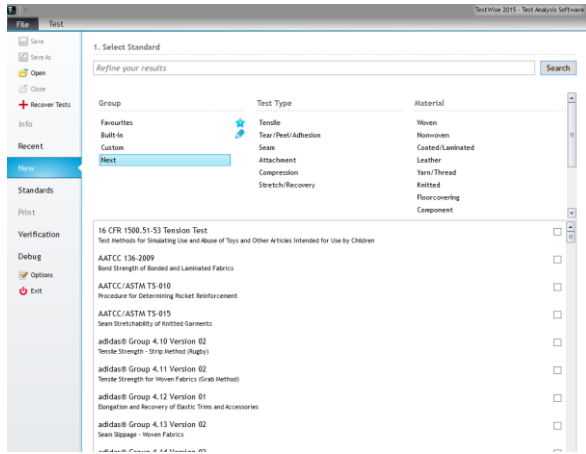 TestWise 2015 - Test Analysis Software
File Test
Save
Save As
Open
Close
Recover Tests
Info
Recent
New
Standards
Print
Verification
Debug
Options
Exit
1. Select Standard
Refine your results
Search
Group Test Type Material
Favourites Tensile Woven
Built-in Tear/Peel/Adhesion Nonwoven
Custom Seam Coated/Laminated
Next Attachment Leather
Compression Yarn/Thread
Stretch/Recovery Knitted
Floorcovering
Component
16 CFR 1500.51-53 Tension Test
Test Methods for Simulating Use and Abuse of Toys and Other Articles Intended for Use by Children
AATCC 136-2009
Bond Strength of Bonded and Laminated Fabrics
AATCC/ASTM TS-010
Procedure for Determining Pocket Reinforcement
AATCC/ASTM TS-015
Seam Stretchability of Knitted Garments
adidas® Group 4.10 Version 02
Tensile Strength - Strip Method (Rugby)
adidas® Group 4.11 Version 02
Tensile Strength for Woven Fabrics (Grab Method)
adidas® Group 4.12 Version 01
Elongation and Recovery of Elastic Trims and Accessories
adidas® Group 4.13 Version 02
Seam Slippage - Woven Fabrics
adidas® Group 4.14 Version 02